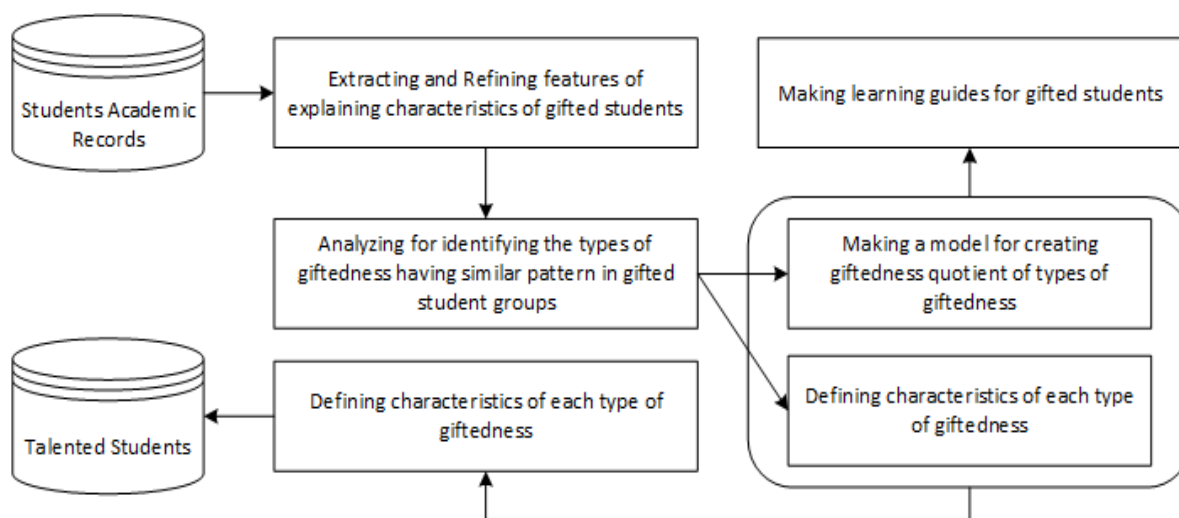 Students Academic
Records
Extracting and Refining features of
explaining characteristics of gifted students
Making learning guides for gifted students
Analyzing for identifying the types of
giftedness having similar pattern in gifted
student groups
Making a model for creating
giftedness quotient of types of
giftedness
Talented Students
Defining characteristics of each type of
giftedness
Defining characteristics of each type
of giftedness